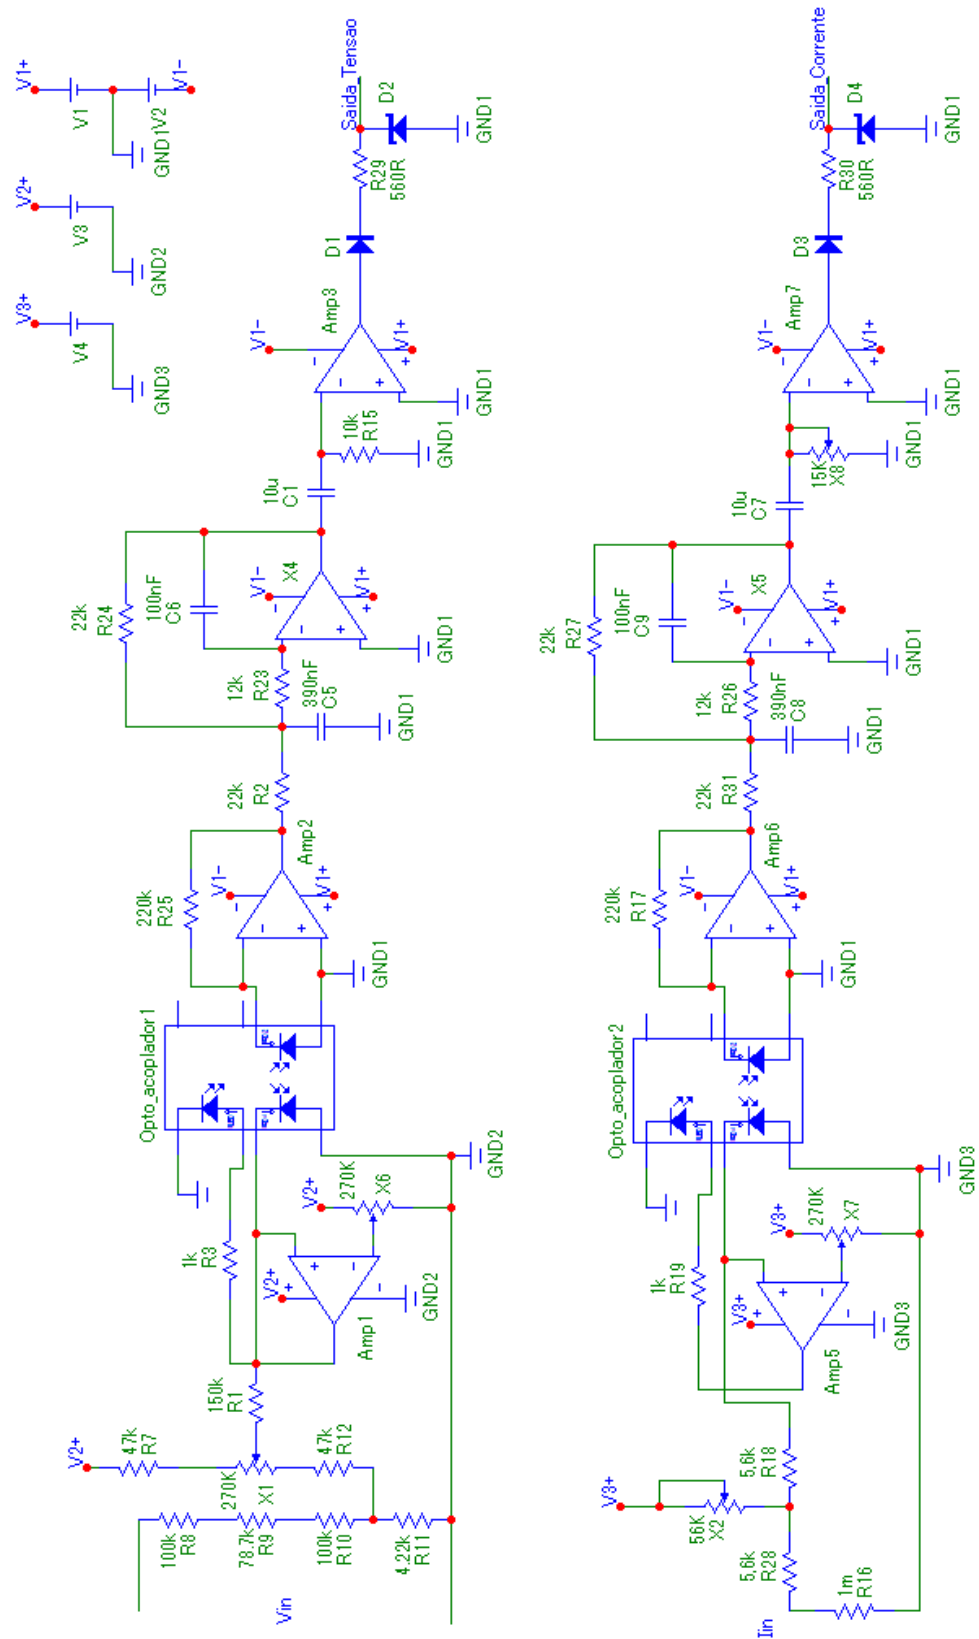 V1+
V1
GND1
V2
V1-
V2+
V3
GND2
V3+
V4
GND3
Vin
100k
R8
78.7k
R9
100k
R10
4.22k
R11
V2+
47k
R7
270K
X1
47k
R12
150k
R1
1k
R3
V2+
Amp1
GND2
V2+
270K
X6
GND2
Opto_acoplador1
220k
R25
V1-
V1+
Amp2
GND1
22k
R2
390nF
C5
GND1
12k
R23
22k
R24
100nF
C6
V1-
X4
V1+
GND1
10u
C1
10k
R15
GND1
V1-
Amp3
V1+
GND1
D1
R29
560R
Saida_Tensao
D2
GND1
Iin
1m
R16
5,6k
R28
V3+
56K
X2
5,6k
R18
1k
R19
V3+
Amp5
GND3
V3+
270K
X7
GND3
Opto_acoplador2
220k
R17
V1-
V1+
Amp6
GND1
22k
R31
390nF
C8
GND1
12k
R26
22k
R27
100nF
C9
V1-
X5
V1+
GND1
10u
C7
15K
X8
GND1
V1-
Amp7
V1+
GND1
D3
R30
560R
Saida_Corrente
D4
GND1